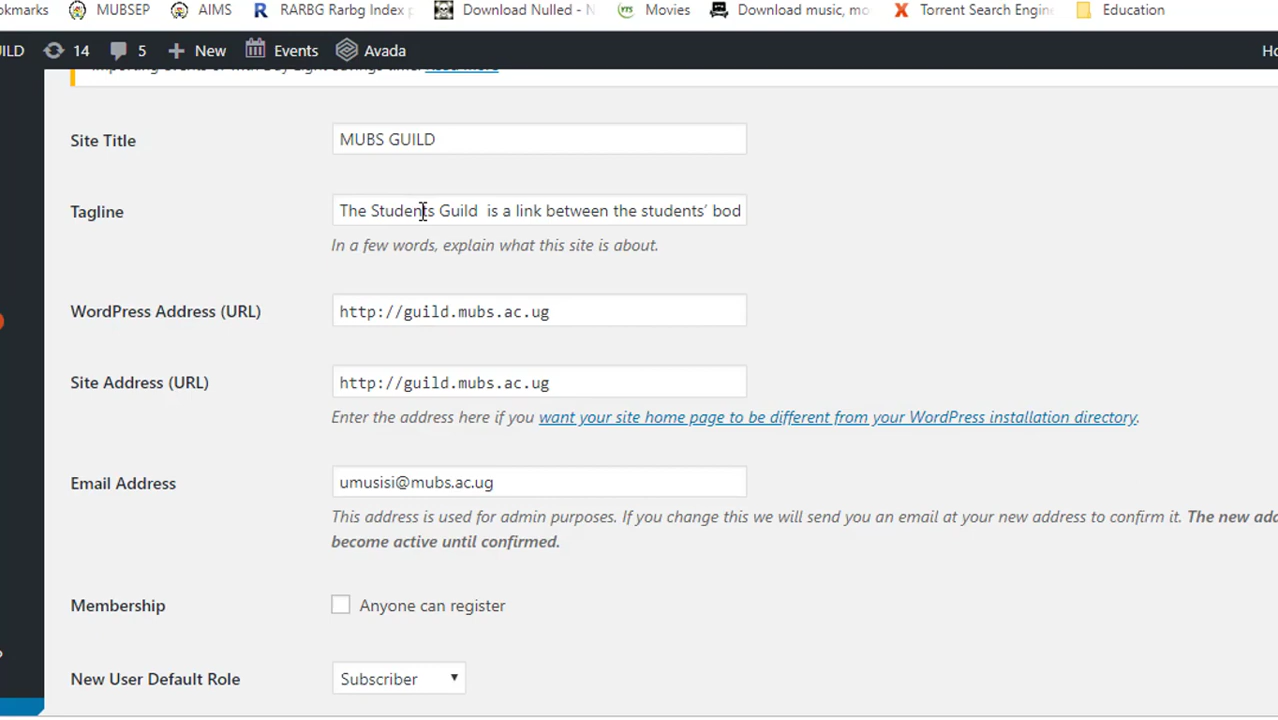 okmarks MUBSEP AIMS RARBG Rarbg Index p Download Nulled - N Movies Download music, mo Torrent Search Engine Education
ILD 14 5 New Events Avada Ho
Read more
Site Title MUBS GUILD
Tagline The Students Guild  is a link between the students’ bod
In a few words, explain what this site is about.
WordPress Address (URL) http://guild.mubs.ac.ug
Site Address (URL) http://guild.mubs.ac.ug
Enter the address here if you want your site home page to be different from your WordPress installation directory.
Email Address umusisi@mubs.ac.ug
This address is used for admin purposes. If you change this we will send you an email at your new address to confirm it. The new add
become active until confirmed.
Membership Anyone can register
New User Default Role Subscriber